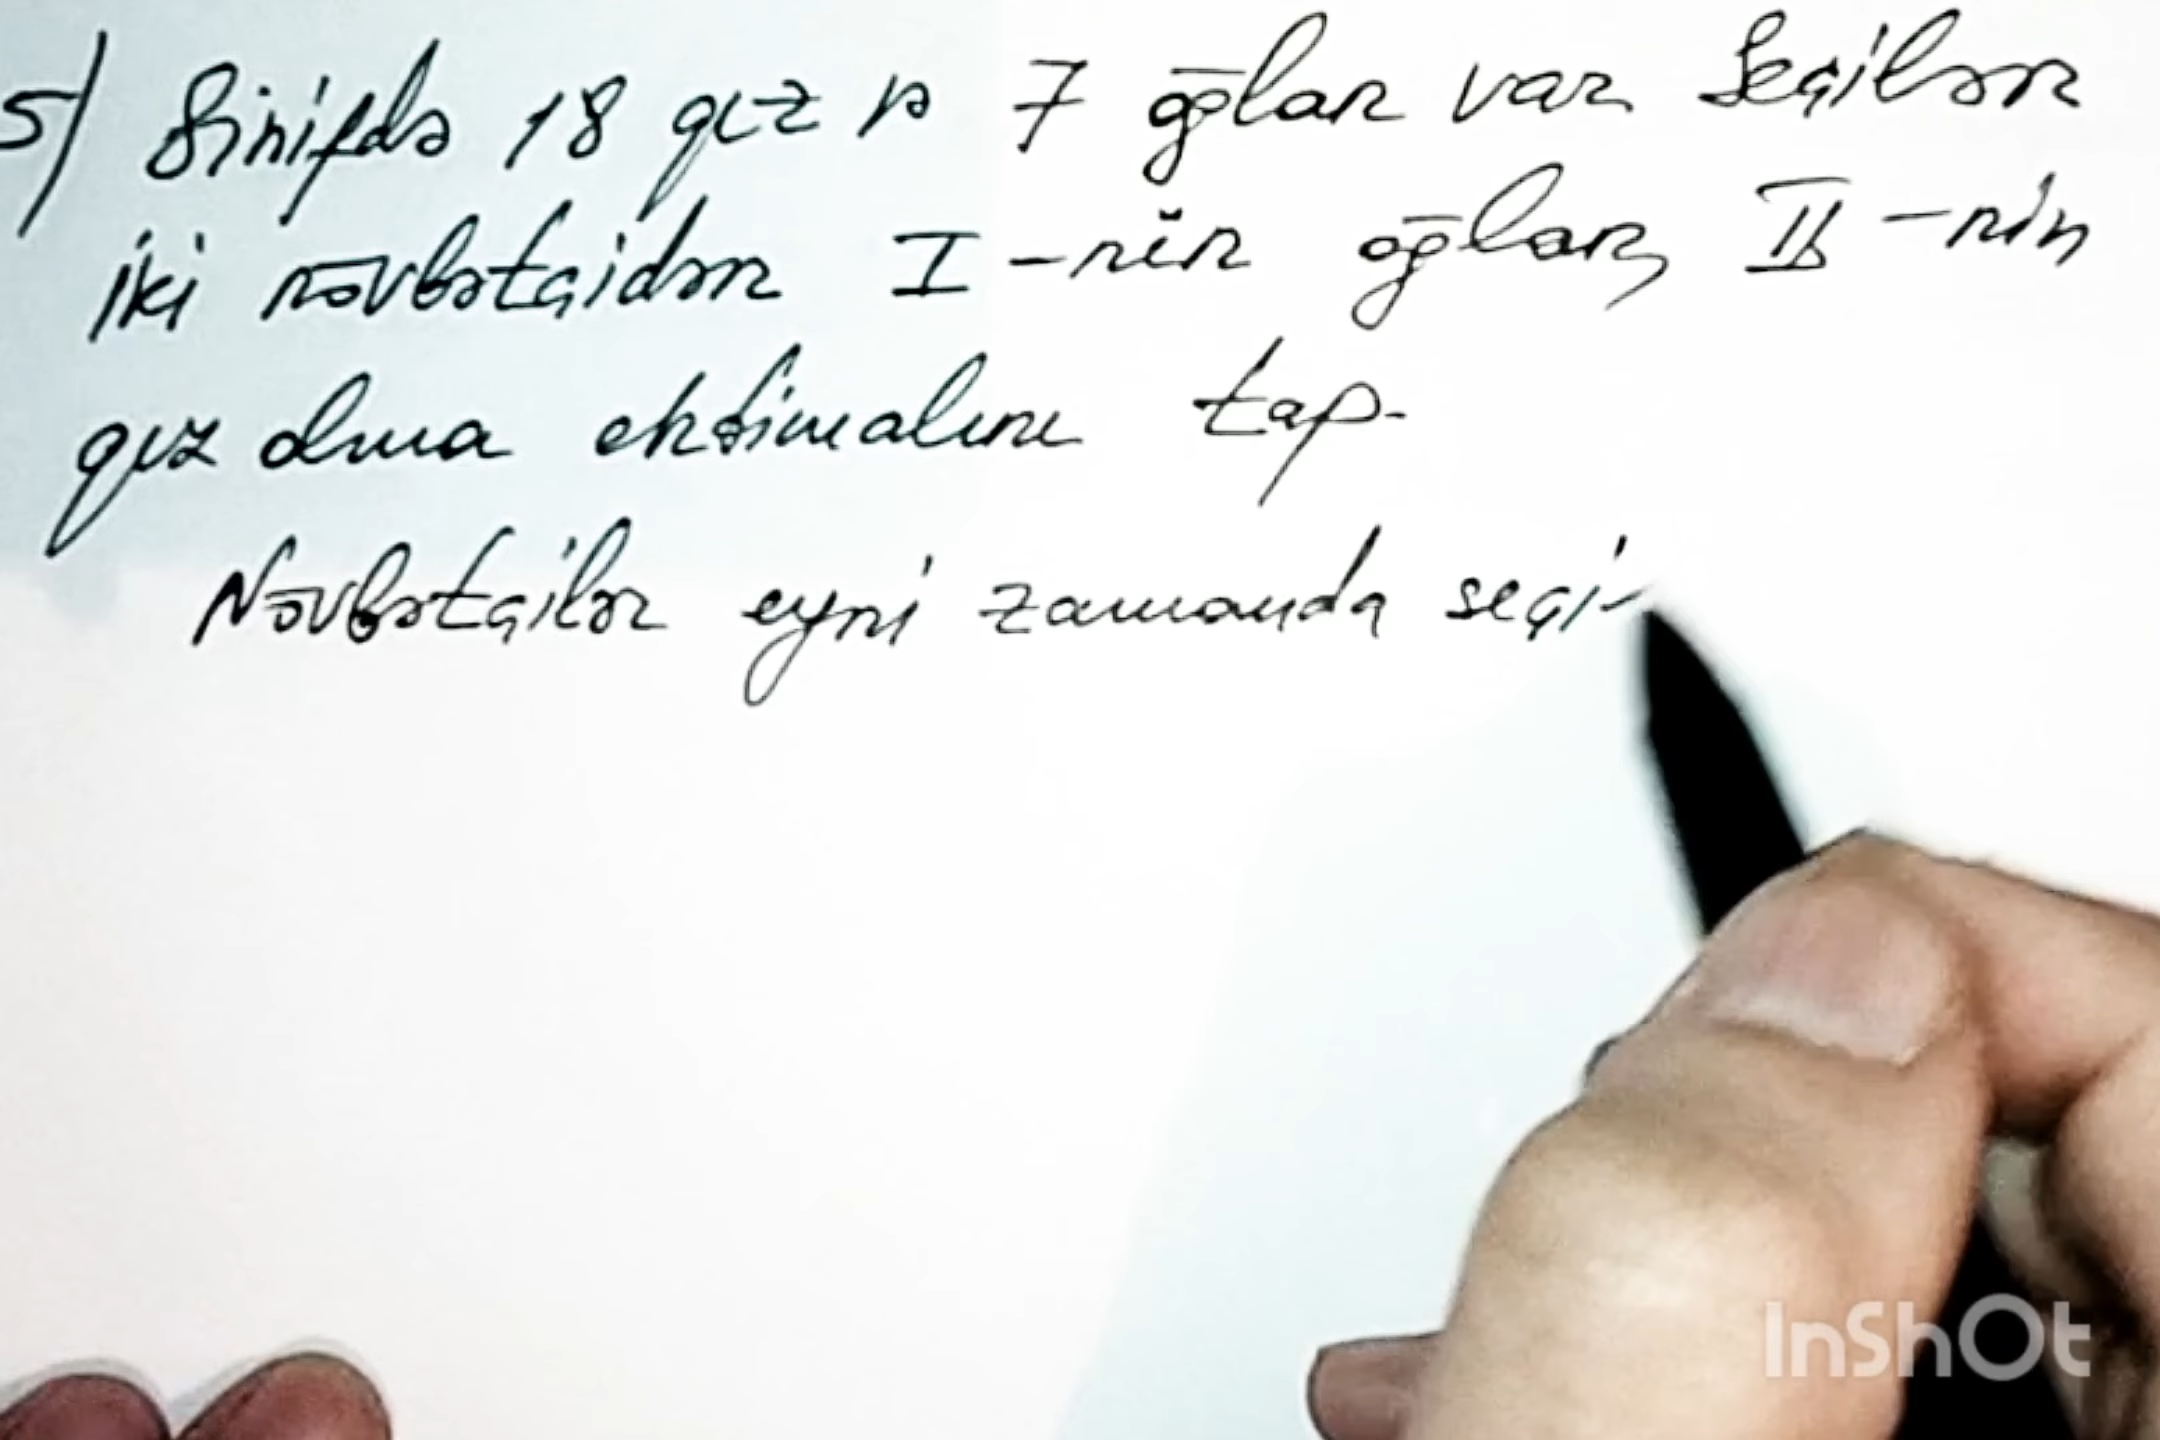 5) Sinifdə 18 qız və 7 oğlan var Seçilən
iki növbətçidən I-nin oğlan, II-nin
qız olma ehtimalını tap.
Növbətçilər eyni zamanda seçi-
InShOt